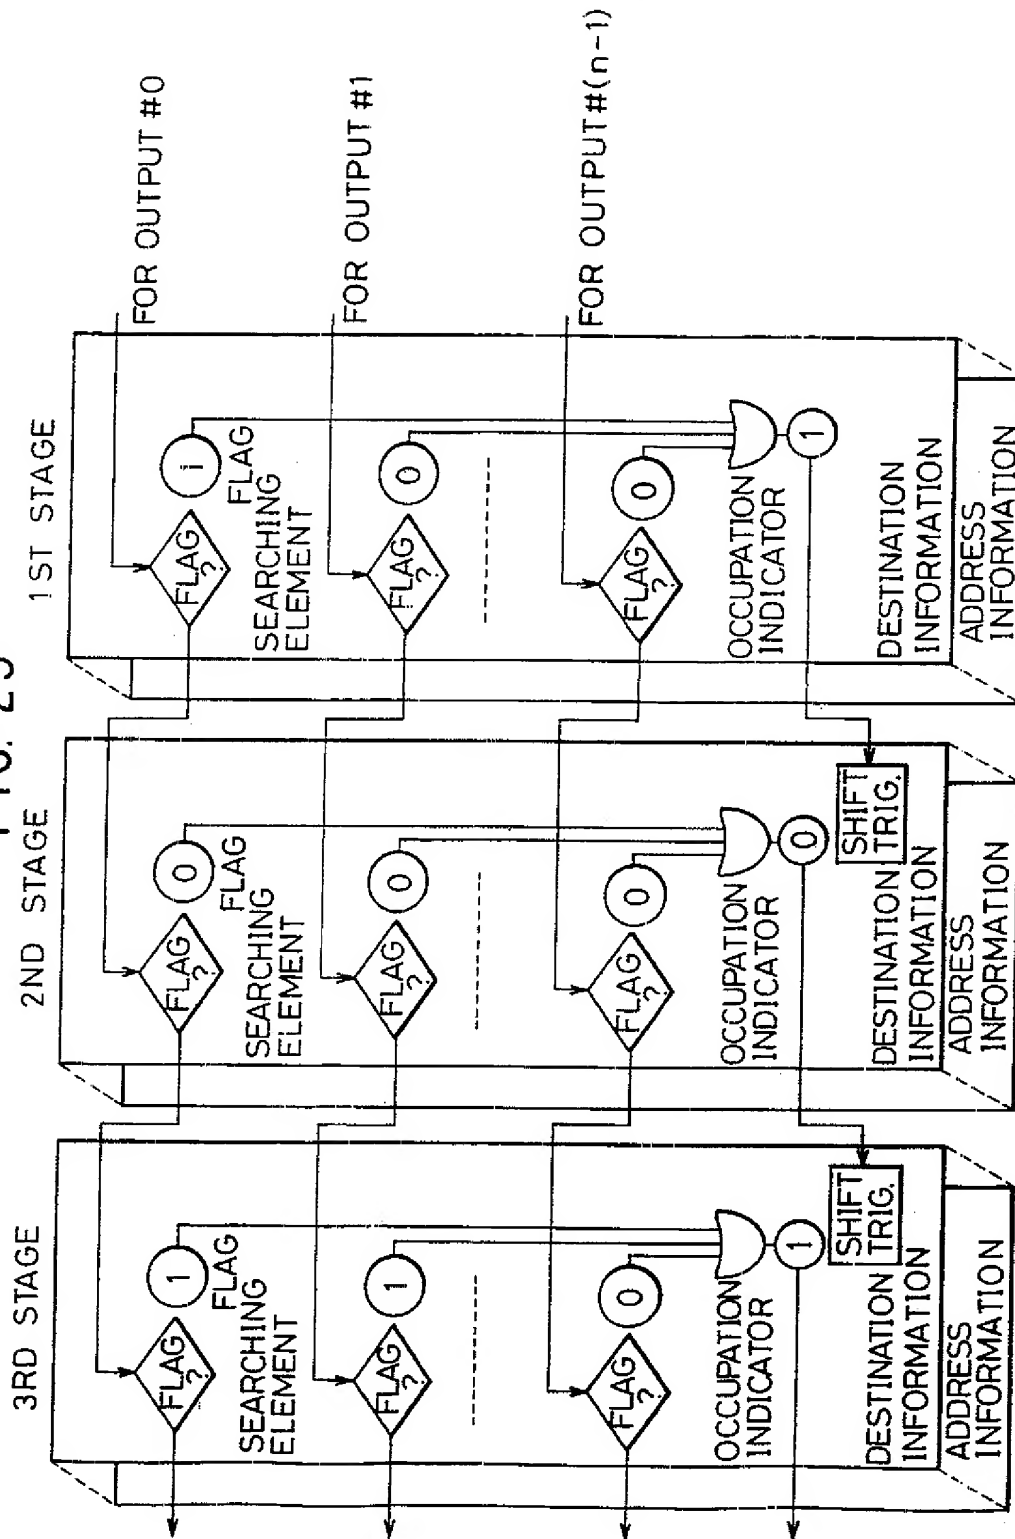 FIG. 25
3RD STAGE
FLAG
?
1
FLAG
SEARCHING
ELEMENT
FLAG
?
1
FLAG
?
0
OCCUPATION
INDICATOR
1
SHIFT
TRIG.
DESTINATION
INFORMATION
ADDRESS
INFORMATION
2ND STAGE
FLAG
?
0
FLAG
SEARCHING
ELEMENT
FLAG
?
0
FLAG
?
0
OCCUPATION
INDICATOR
0
SHIFT
TRIG.
DESTINATION
INFORMATION
ADDRESS
INFORMATION
1ST STAGE
FLAG
?
i
FLAG
SEARCHING
ELEMENT
FLAG
?
0
FLAG
?
0
OCCUPATION
INDICATOR
1
DESTINATION
INFORMATION
ADDRESS
INFORMATION
FOR OUTPUT #0
FOR OUTPUT #1
FOR OUTPUT#(n-1)